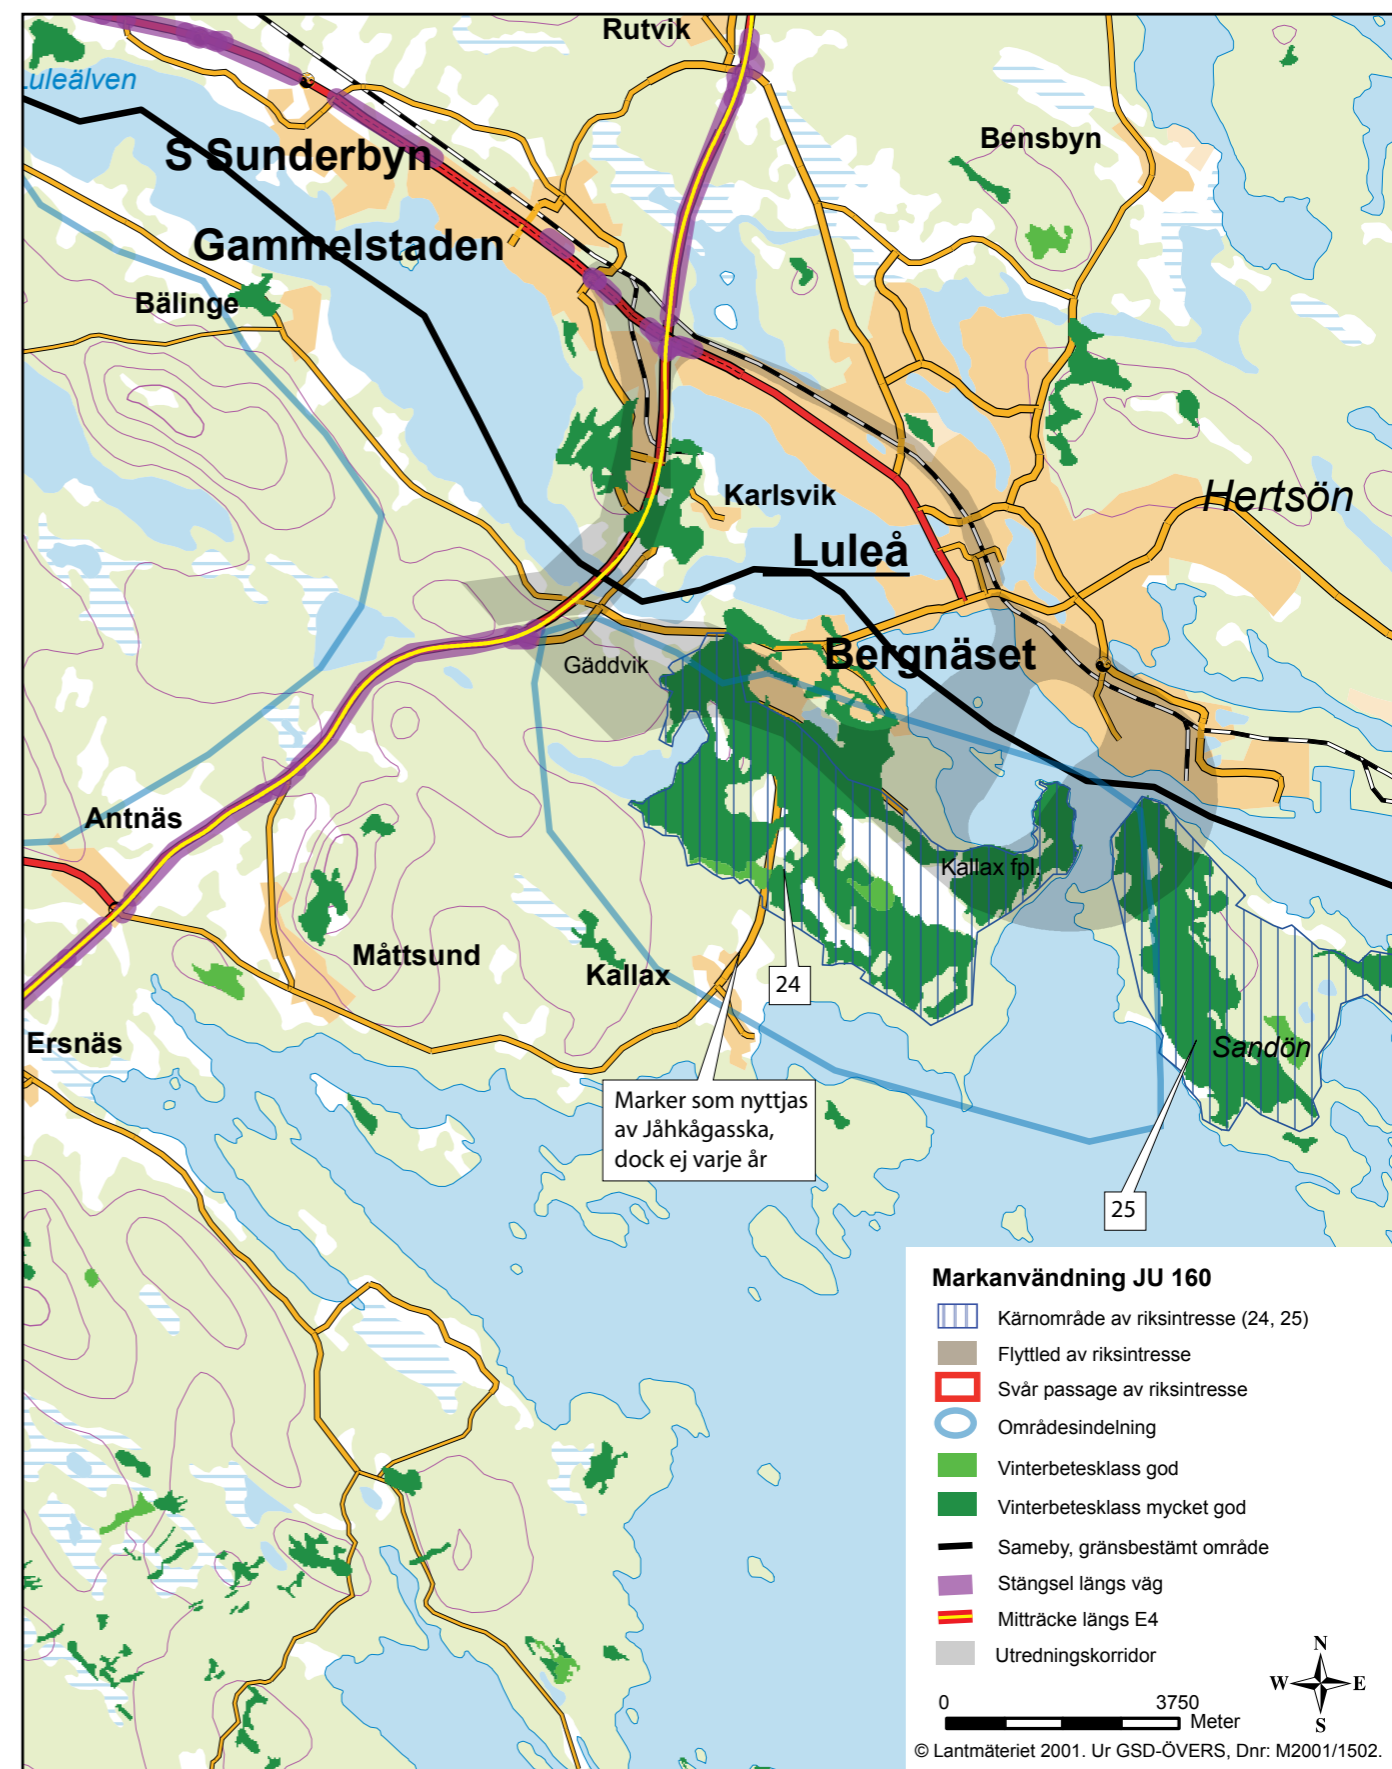 Rutvik
uleälven
Bensbyn
S Sunderbyn
Gammelstaden
Bälinge
Karlsvik
Hertsön
Luleå
Bergnäset
Gäddvik
Antnäs
Kallax fpl.
Måttsund
Kallax
24
Ersnäs
Sandön
Marker som nyttjas
av Jåhkågasska,
dock ej varje år
25
Markanvändning JU 160
Kärnområde av riksintresse (24, 25)
Flyttled av riksintresse
Svår passage av riksintresse
Områdesindelning
Vinterbetesklass god
Vinterbetesklass mycket god
Sameby, gränsbestämt område
Stängsel längs väg
Mitträcke längs E4
Utredningskorridor
N
W E
S
0 3750
Meter
© Lantmäteriet 2001. Ur GSD-ÖVERS, Dnr: M2001/1502.